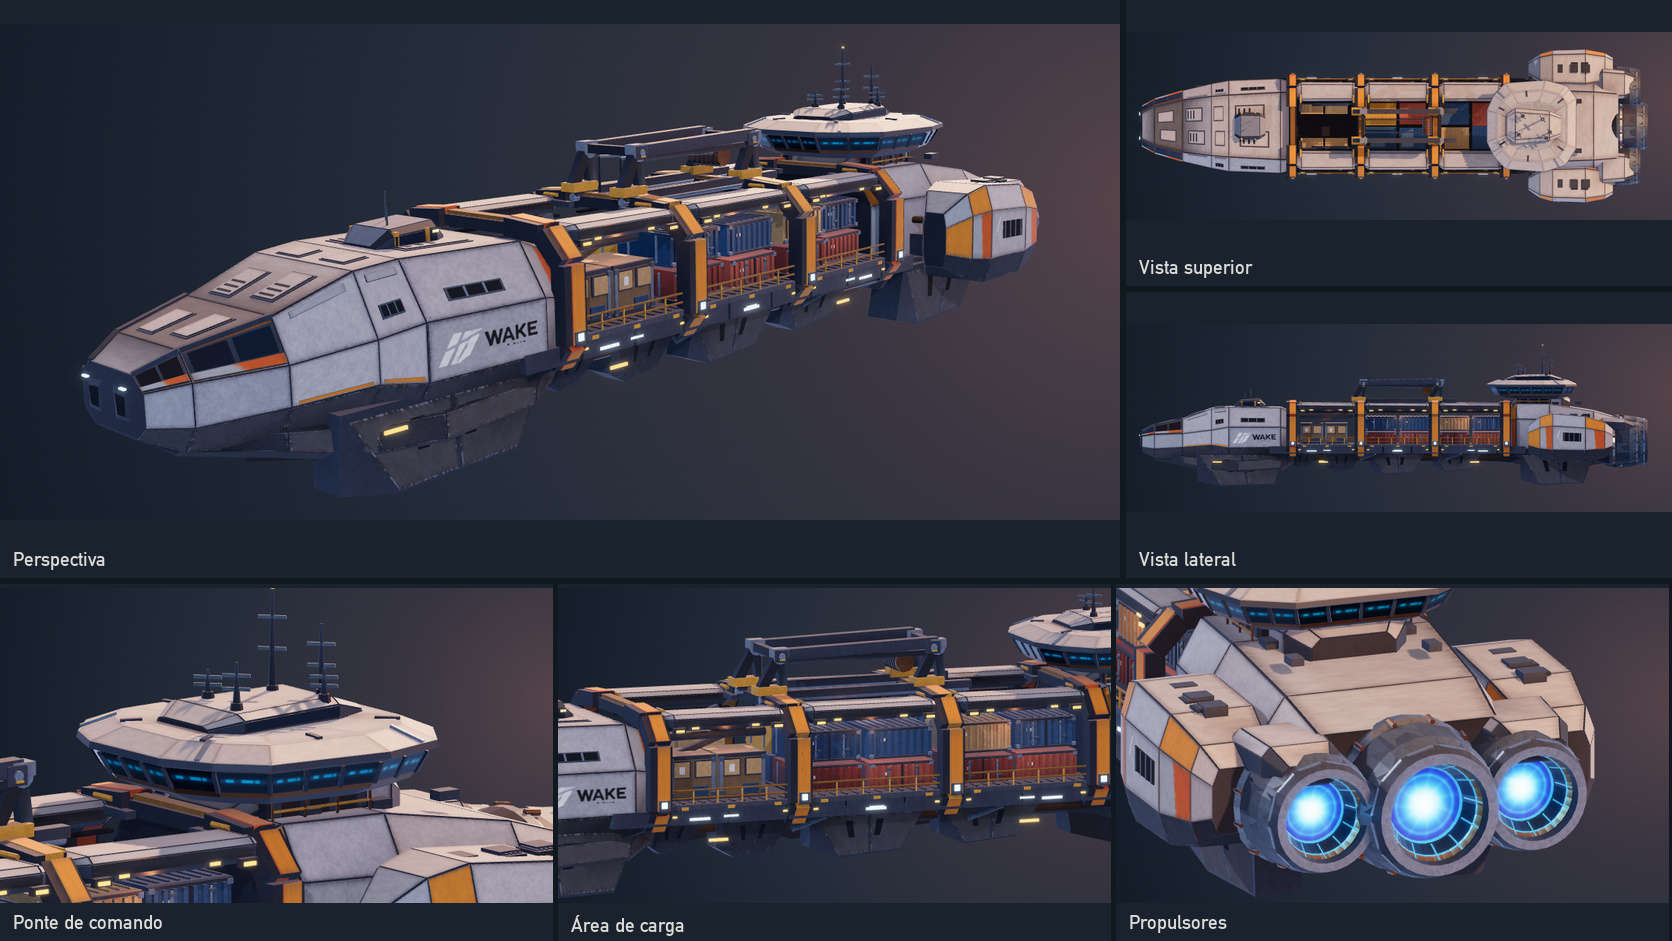 WAKE
Perspectiva
Vista superior
WAKE
Vista lateral
Ponte de comando
WAKE
Área de carga
Propulsores